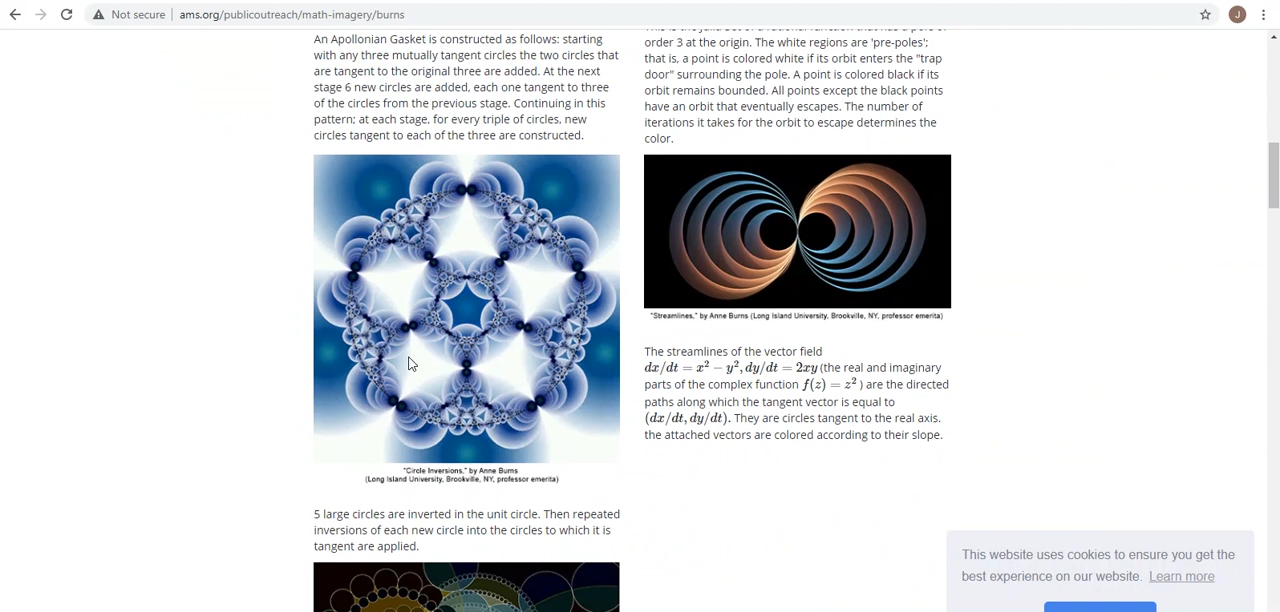 Not secure | ams.org/publicoutreach/math-imagery/burns
J
An Apollonian Gasket is constructed as follows: starting
with any three mutually tangent circles the two circles that
are tangent to the original three are added. At the next
stage 6 new circles are added, each one tangent to three
of the circles from the previous stage. Continuing in this
pattern; at each stage, for every triple of circles, new
circles tangent to each of the three are constructed.
"Circle Inversions," by Anne Burns
(Long Island University, Brookville, NY, professor emerita)
5 large circles are inverted in the unit circle. Then repeated
inversions of each new circle into the circles to which it is
tangent are applied.
This is the Julia set of a rational function that has a pole of
order 3 at the origin. The white regions are 'pre-poles';
that is, a point is colored white if its orbit enters the "trap
door" surrounding the pole. A point is colored black if its
orbit remains bounded. All points except the black points
have an orbit that eventually escapes. The number of
iterations it takes for the orbit to escape determines the
color.
"Streamlines," by Anne Burns (Long Island University, Brookville, NY, professor emerita)
The streamlines of the vector field
dx/dt = x² − y², dy/dt = 2xy (the real and imaginary
parts of the complex function f(z) = z² ) are the directed
paths along which the tangent vector is equal to
(dx/dt, dy/dt). They are circles tangent to the real axis.
the attached vectors are colored according to their slope.
This website uses cookies to ensure you get the
best experience on our website. Learn more